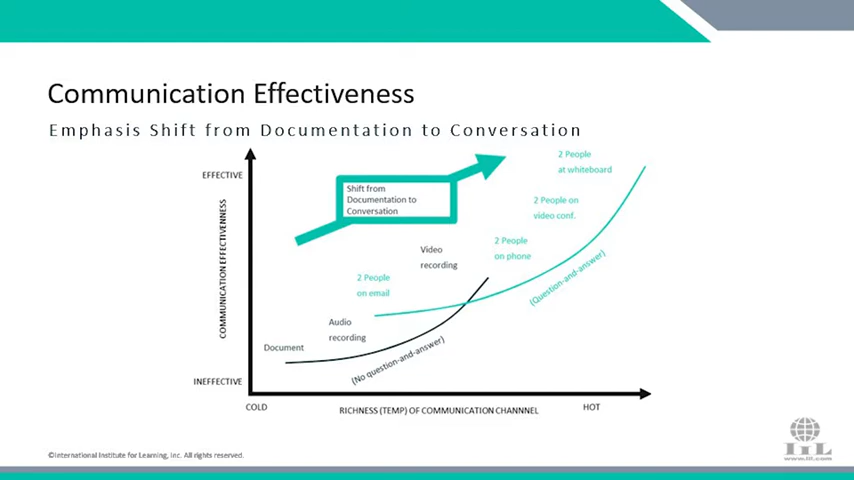 Communication Effectiveness
Emphasis Shift from Documentation to Conversation
EFFECTIVE
COMMUNICATION EFFECTIVENESS
INEFFECTIVE
Shift from
Documentation to
Conversation
2 People
at whiteboard
2 People on
video conf.
2 People
on phone
Video
recording
2 People
on email
Audio
recording
Document
(Question-and-answer)
(No question-and-answer)
COLD
RICHNESS (TEMP) OF COMMUNICATION CHANNNEL
HOT
©International Institute for Learning, Inc. All rights reserved.
IIL
www.iil.com